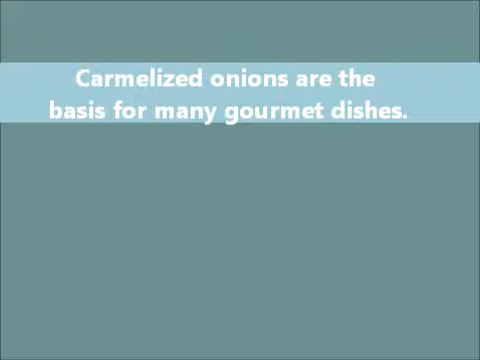 Carmelized onions are the
basis for many gourmet dishes.